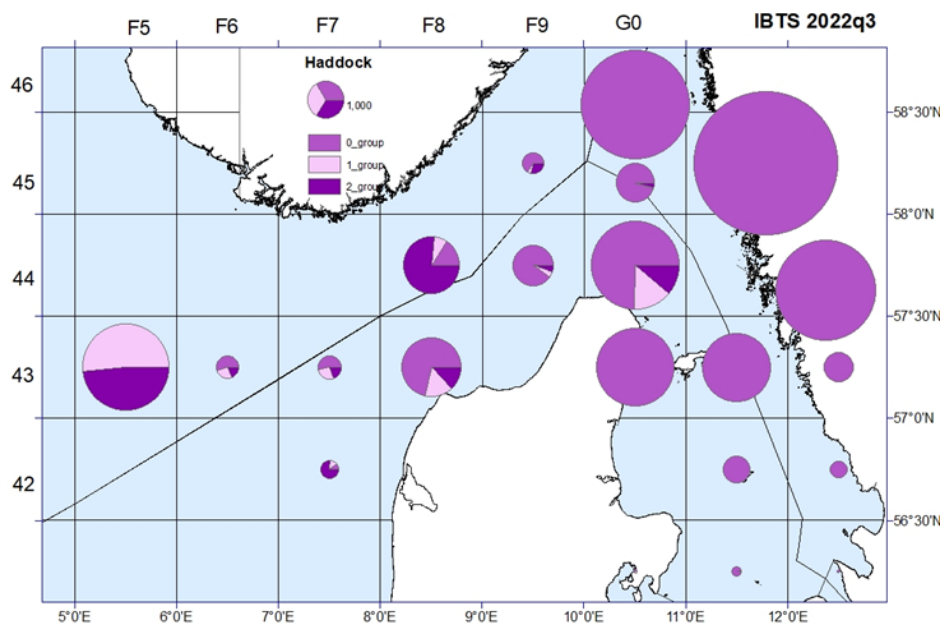 F5 F6 F7 F8 F9 G0 IBTS 2022q3
Haddock
1,000
0_group
1_group
2_group
46
45
44
43
42
58°30'N
58°0'N
57°30'N
57°0'N
56°30'N
5°0'E 6°0'E 7°0'E 8°0'E 9°0'E 10°0'E 11°0'E 12°0'E